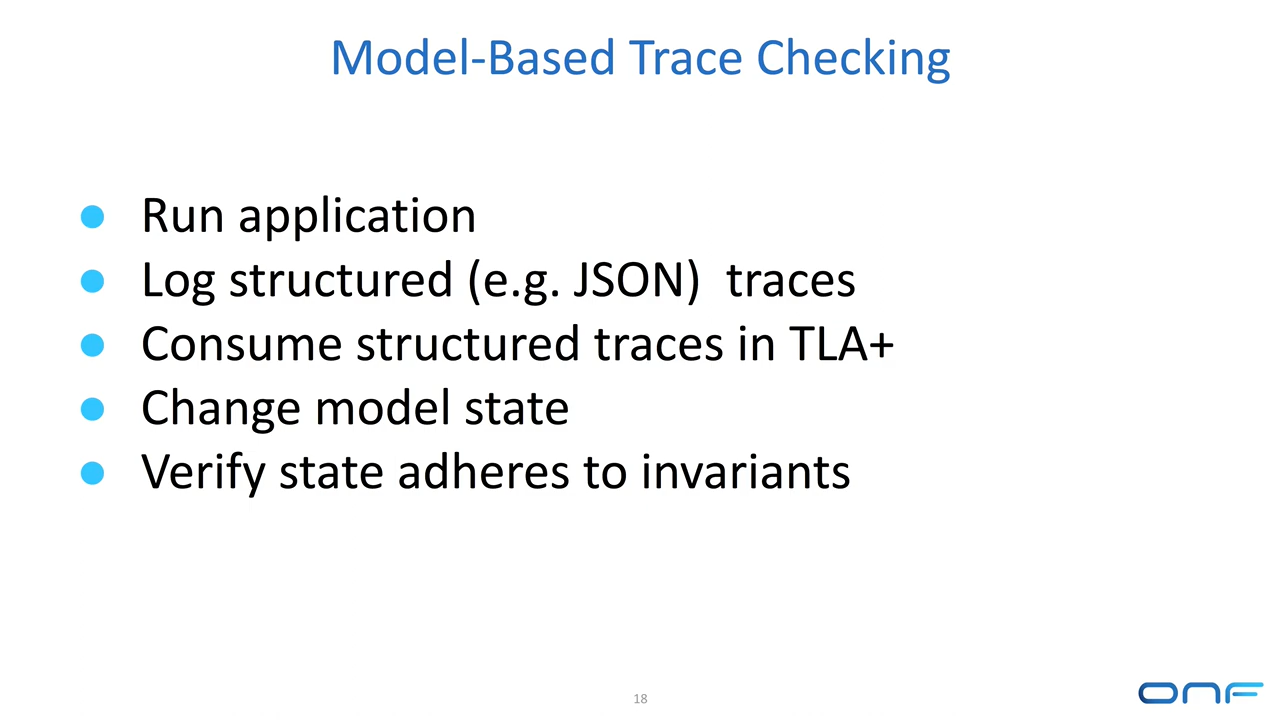 Model-Based Trace Checking
● Run application
● Log structured (e.g. JSON)  traces
● Consume structured traces in TLA+
● Change model state
● Verify state adheres to invariants
18
ONF